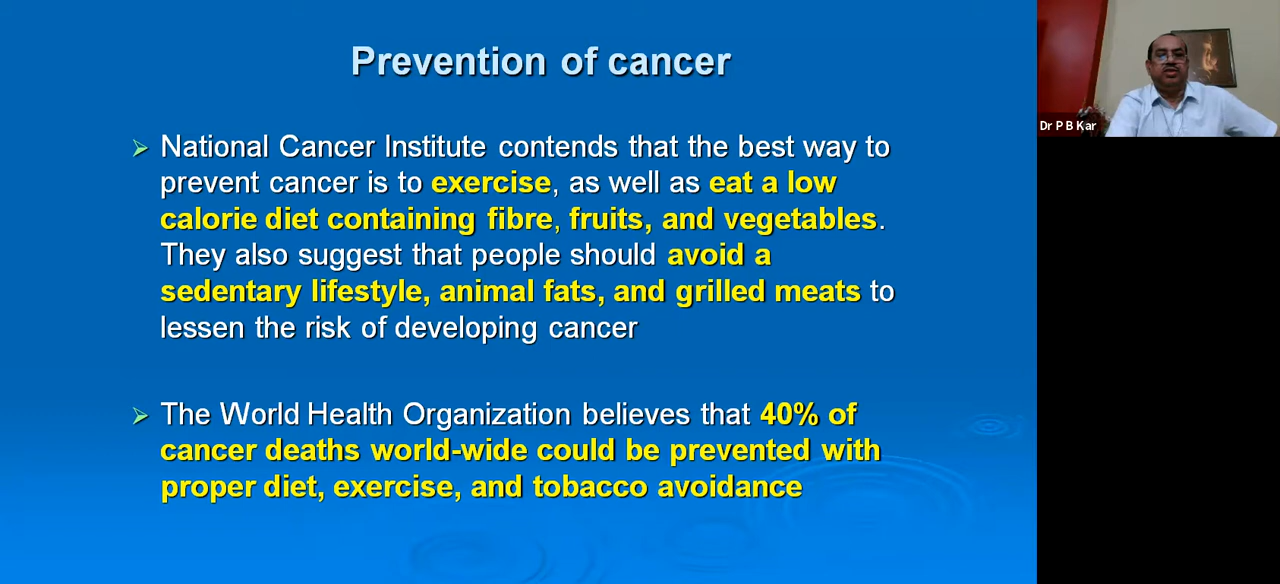 Prevention of cancer
➢ National Cancer Institute contends that the best way to
prevent cancer is to exercise, as well as eat a low
calorie diet containing fibre, fruits, and vegetables.
They also suggest that people should avoid a
sedentary lifestyle, animal fats, and grilled meats to
lessen the risk of developing cancer
➢ The World Health Organization believes that 40% of
cancer deaths world-wide could be prevented with
proper diet, exercise, and tobacco avoidance
Dr P B Kar